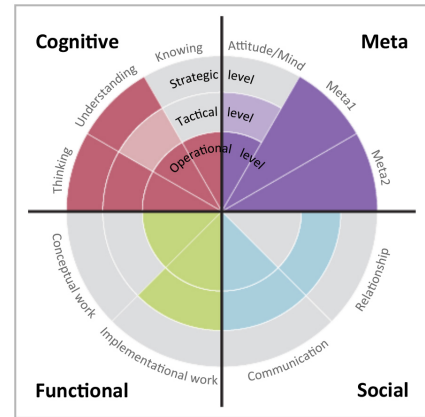 Cognitive
Meta
Knowing
Attitude/Mind
Understanding
Meta1
Thinking
Meta2
Strategic level
Tactical level
Operational level
Conceptual work
Relationship
Implementational work
Communication
Functional
Social